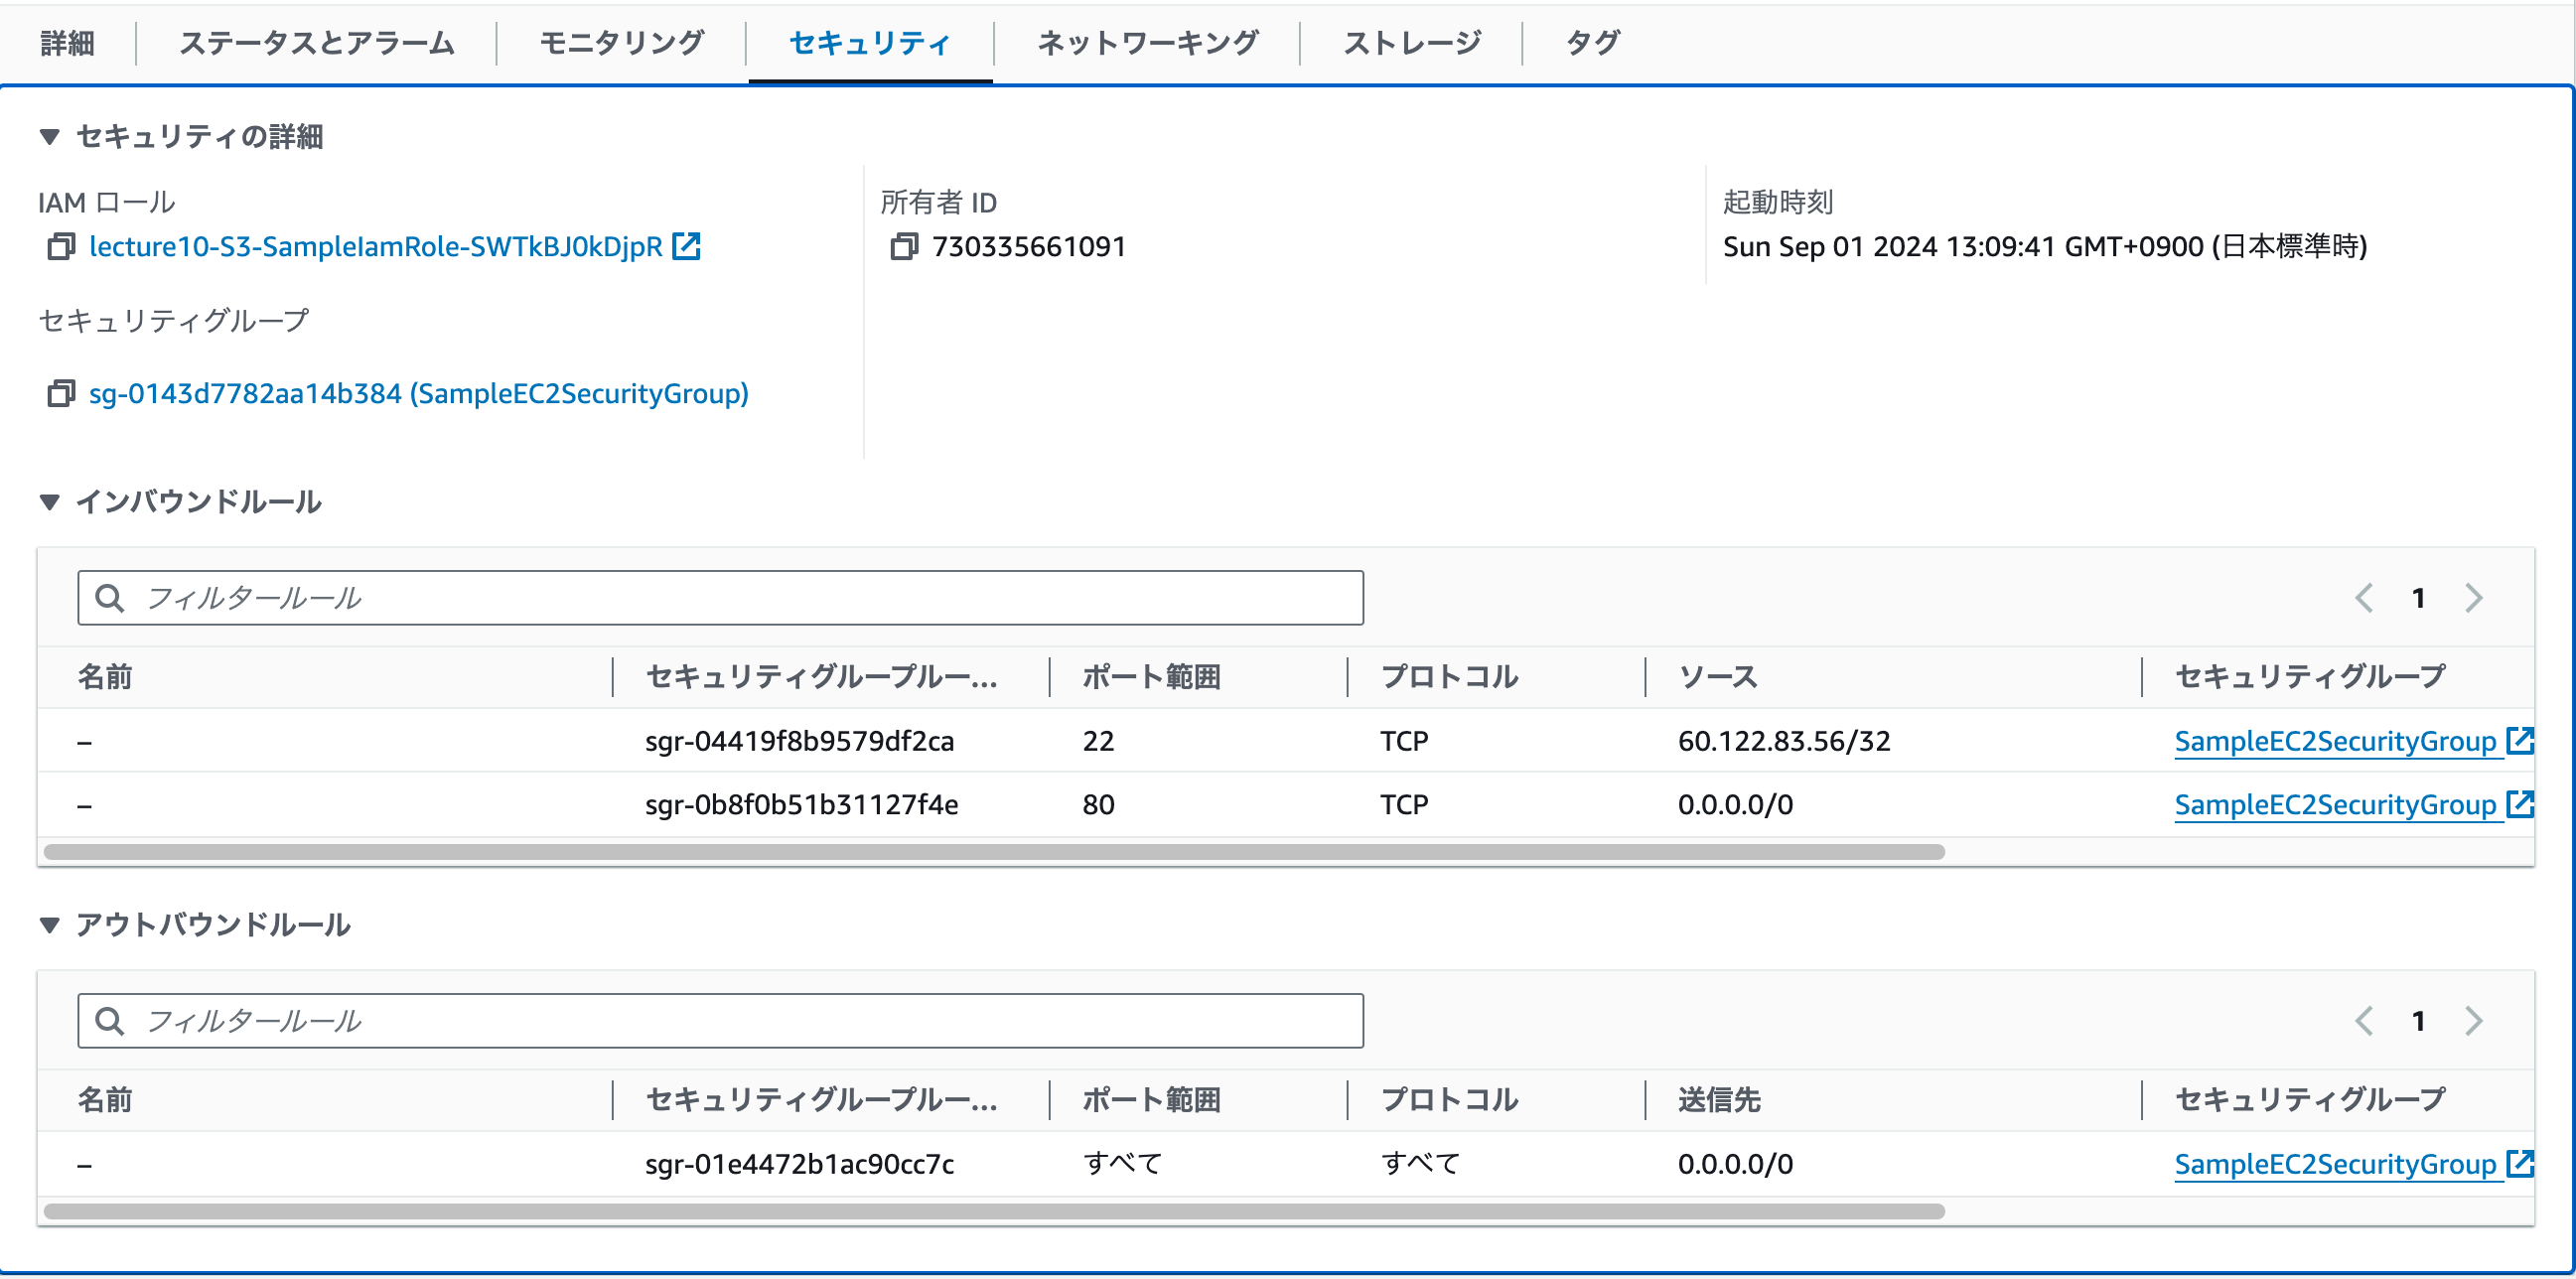 詳細 ステータスとアラーム モニタリング セキュリティ ネットワーキング ストレージ タグ
セキュリティの詳細
IAM ロール 所有者 ID 起動時刻
lecture10-S3-SampleIamRole-SWTkBJ0kDjpR 730335661091 Sun Sep 01 2024 13:09:41 GMT+0900 (日本標準時)
セキュリティグループ
sg-0143d7782aa14b384 (SampleEC2SecurityGroup)
インバウンドルール
フィルタールール 1
名前 セキュリティグループルー... ポート範囲 プロトコル ソース セキュリティグループ
– sgr-04419f8b9579df2ca 22 TCP 60.122.83.56/32 SampleEC2SecurityGroup
– sgr-0b8f0b51b31127f4e 80 TCP 0.0.0.0/0 SampleEC2SecurityGroup
アウトバウンドルール
フィルタールール 1
名前 セキュリティグループルー... ポート範囲 プロトコル 送信先 セキュリティグループ
– sgr-01e4472b1ac90cc7c すべて すべて 0.0.0.0/0 SampleEC2SecurityGroup